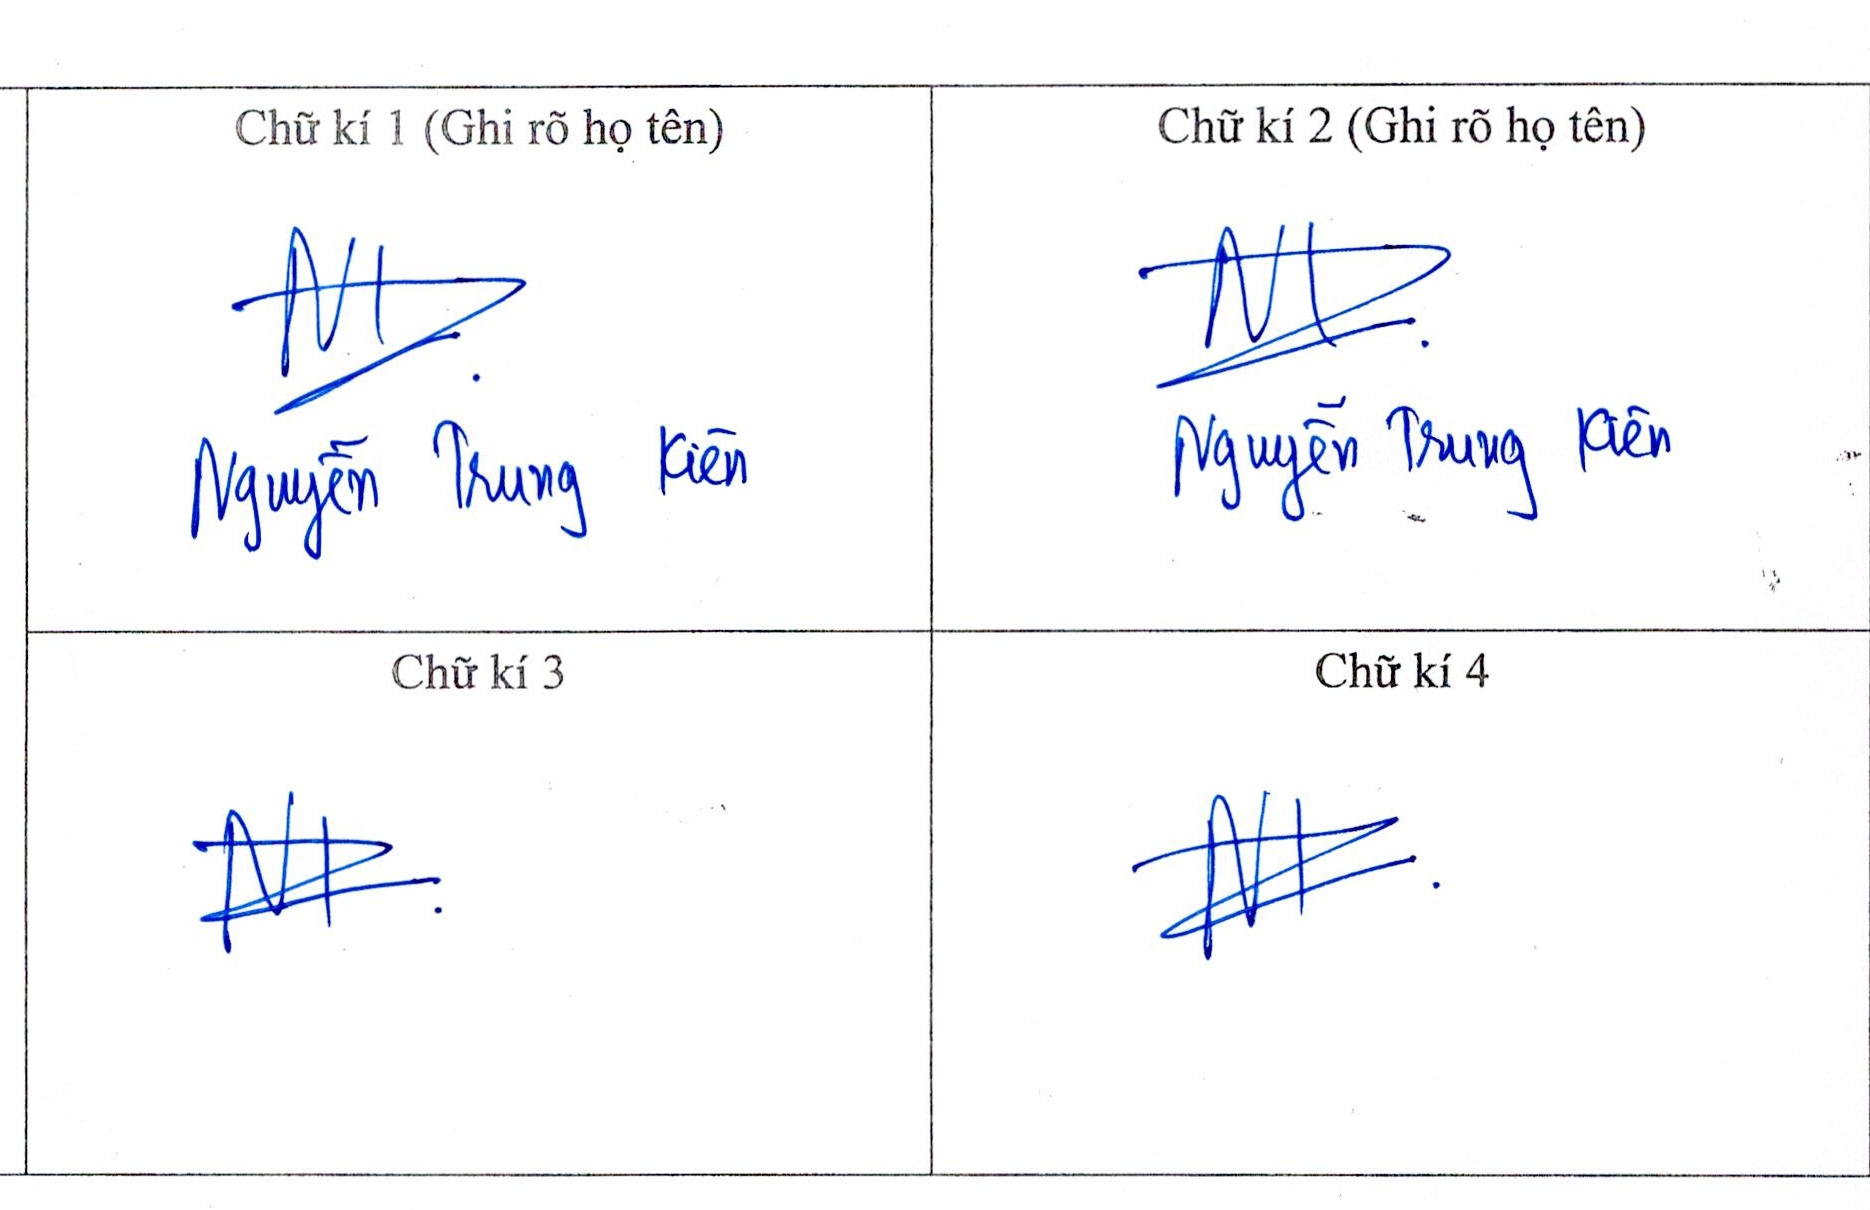 Chữ kí 1 (Ghi rõ họ tên)
Nguyễn Trung Kiên
Chữ kí 2 (Ghi rõ họ tên)
Nguyễn Trung Kiên
Chữ kí 3
Chữ kí 4